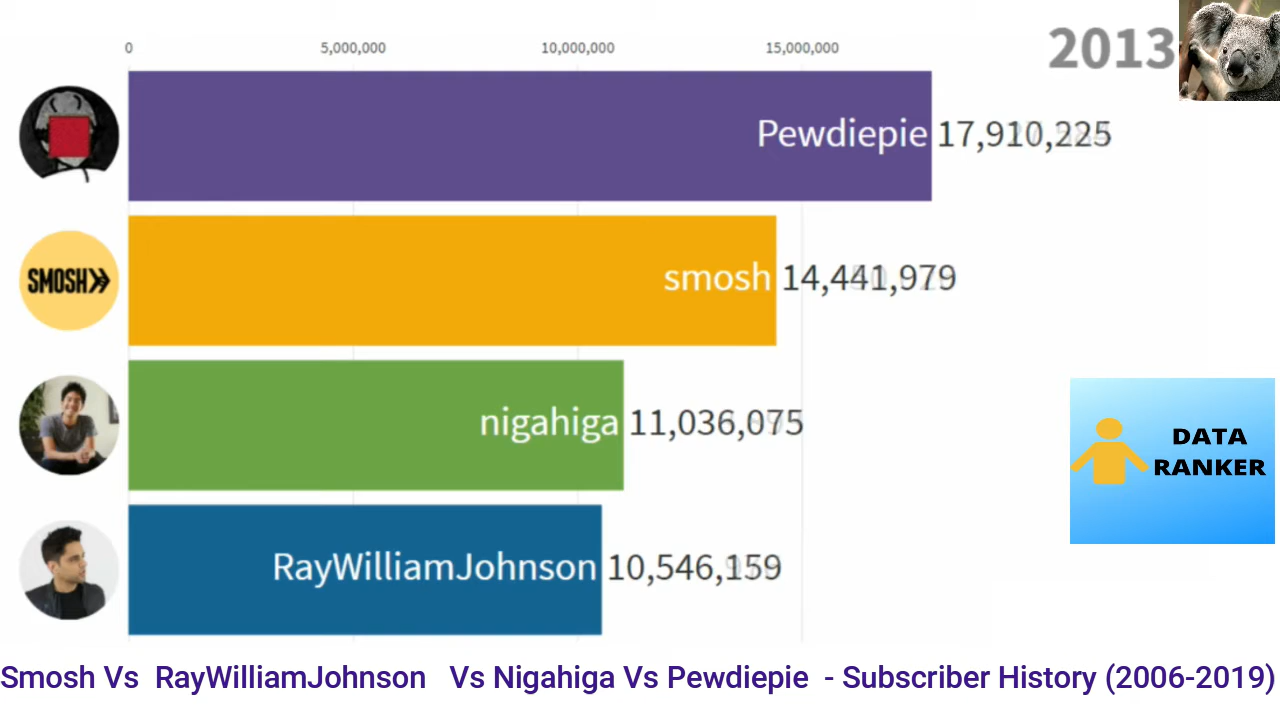 0 5,000,000 10,000,000 15,000,000
2013
Pewdiepie 17,910,225
SMOSH
smosh 14,441,979
nigahiga 11,036,075
DATA
RANKER
RayWilliamJohnson 10,546,159
Smosh Vs RayWilliamJohnson Vs Nigahiga Vs Pewdiepie - Subscriber History (2006-2019)